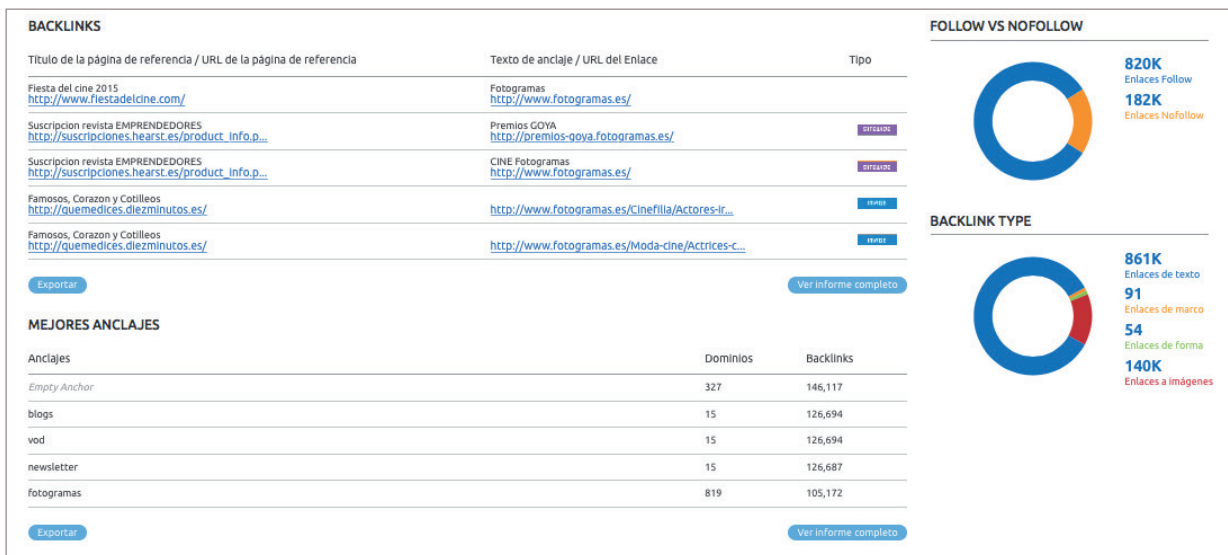 BACKLINKS
Título de la página de referencia / URL de la página de referencia
Texto de anclaje / URL del Enlace
Tipo
Fiesta del cine 2015
http://www.fiestadelcine.com/
Fotogramas
http://www.fotogramas.es/
Suscripcion revista EMPRENDEDORES
http://suscripciones.hearst.es/product_info.p...
Premios GOYA
http://premios-goya.fotogramas.es/
Suscripcion revista EMPRENDEDORES
http://suscripciones.hearst.es/product_info.p...
CINE Fotogramas
http://www.fotogramas.es/
Famosos, Corazon y Cotilleos
http://quemedices.diezminutos.es/
http://www.fotogramas.es/Cinefilia/Actores-ir...
Famosos, Corazon y Cotilleos
http://quemedices.diezminutos.es/
http://www.fotogramas.es/Moda-cine/Actrices-c...
Exportar
Ver informe completo
MEJORES ANCLAJES
Anclajes
Dominios
Backlinks
Empty Anchor
327
146,117
blogs
15
126,694
vod
15
126,694
newsletter
15
126,687
fotogramas
819
105,172
Exportar
Ver informe completo
FOLLOW VS NOFOLLOW
820K
Enlaces Follow
182K
Enlaces Nofollow
BACKLINK TYPE
861K
Enlaces de texto
91
Enlaces de marco
54
Enlaces de forma
140K
Enlaces a imágenes